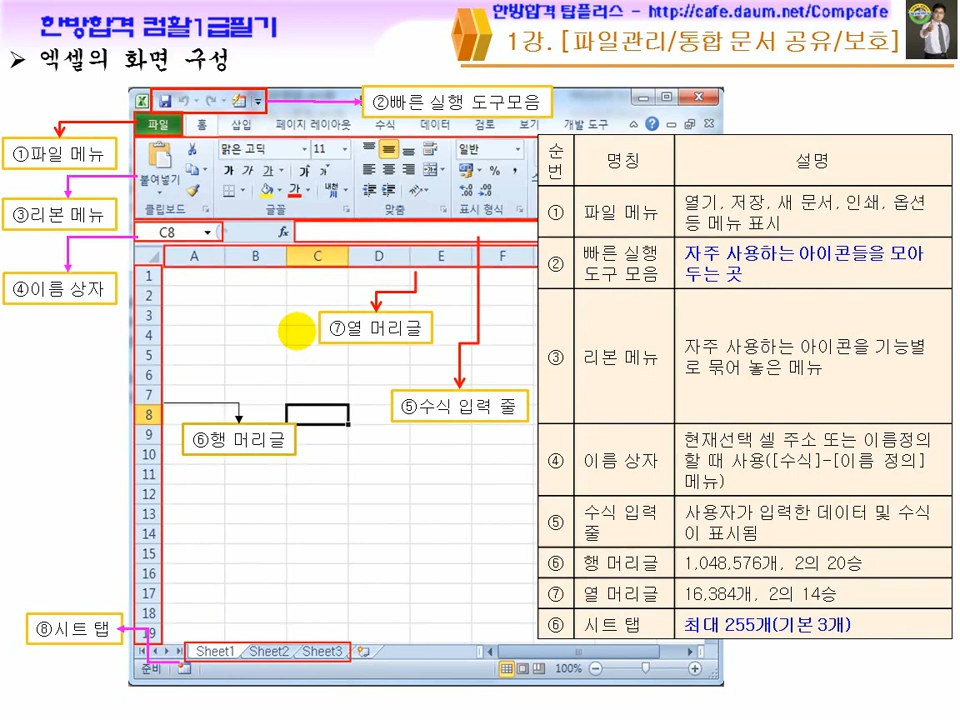 한방합격 컴활1급필기
한방합격 탑플러스 - http://cafe.daum.net/Compcafe
1강. [파일관리/통합 문서 공유/보호]
➢ 엑셀의 화면 구성
②빠른 실행 도구모음
파일 홈 삽입 페이지 레이아웃 수식 데이터 검토 보기 개발 도구
①파일 메뉴
맑은 고딕 11 일반
붙여넣기
가 가 가 가 가
가 내천
클립보드 글꼴 맞춤 표시 형식
③리본 메뉴
C8 fx
A B C D E F
④이름 상자
⑦열 머리글
⑤수식 입력 줄
⑥행 머리글
1
2
3
4
5
6
7
8
9
10
11
12
13
14
15
16
17
18
19
⑧시트 탭
Sheet1 Sheet2 Sheet3
준비 100%
순번 명칭 설명
① 파일 메뉴 열기, 저장, 새 문서, 인쇄, 옵션
등 메뉴 표시
② 빠른 실행 자주 사용하는 아이콘들을 모아
도구 모음 두는 곳
③ 리본 메뉴 자주 사용하는 아이콘을 기능별
로 묶어 놓은 메뉴
④ 이름 상자 현재선택 셀 주소 또는 이름정의
할 때 사용([수식]-[이름 정의]
메뉴)
⑤ 수식 입력 사용자가 입력한 데이터 및 수식
줄 이 표시됨
⑥ 행 머리글 1,048,576개, 2의 20승
⑦ 열 머리글 16,384개, 2의 14승
⑥ 시트 탭 최대 255개(기본 3개)